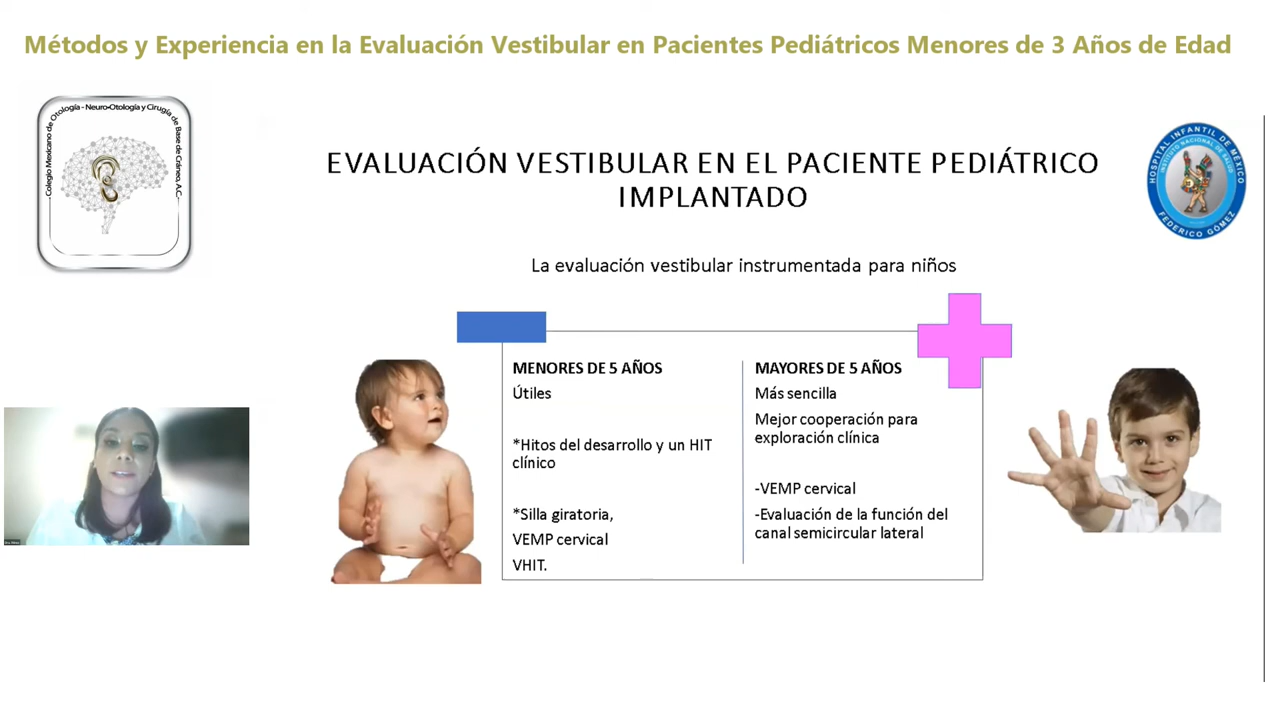 Métodos y Experiencia en la Evaluación Vestibular en Pacientes Pediátricos Menores de 3 Años de Edad
Colegio Mexicano de Otología - Neuro-Otología y Cirugía de Base de Cráneo, A.C.
HOSPITAL INFANTIL DE MÉXICO
INSTITUTO NACIONAL DE SALUD
FEDERICO GÓMEZ
EVALUACIÓN VESTIBULAR EN EL PACIENTE PEDIÁTRICO
IMPLANTADO
La evaluación vestibular instrumentada para niños
MENORES DE 5 AÑOS
Útiles
*Hitos del desarrollo y un HIT
clínico
*Silla giratoria,
VEMP cervical
VHIT.
MAYORES DE 5 AÑOS
Más sencilla
Mejor cooperación para
exploración clínica
-VEMP cervical
-Evaluación de la función del
canal semicircular lateral